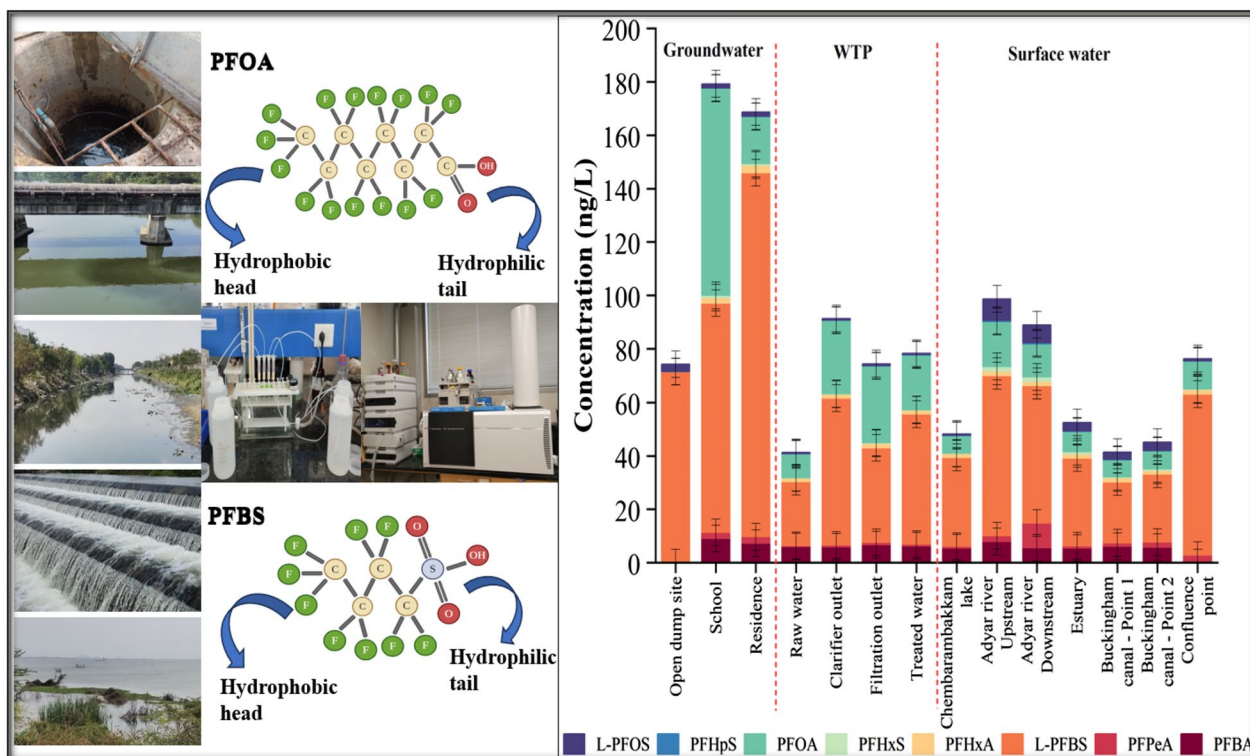 PFOA
F F F F F F F F
C C C C
F
F
C C C C
OH
O
F F F F F F
Hydrophobic
head
Hydrophilic
tail
PFBS
F F F
O
C C S OH
F
F
C C
O
F F F F
Hydrophobic
head
Hydrophilic
tail
Concentration (ng/L)
200
180
160
140
120
100
80
60
40
20
0
Groundwater
WTP
Surface water
Open dump site
School
Residence
Raw water
Clarifier outlet
Filtration outlet
Treated water
Chembarambakkam
lake
Adyar river
Upstream
Adyar river
Downstream
Estuary
Buckingham
canal - Point 1
Buckingham
canal - Point 2
Confluence
point
L-PFOS PFHpS PFOA PFHxS PFHxA L-PFBS PFPeA PFBA